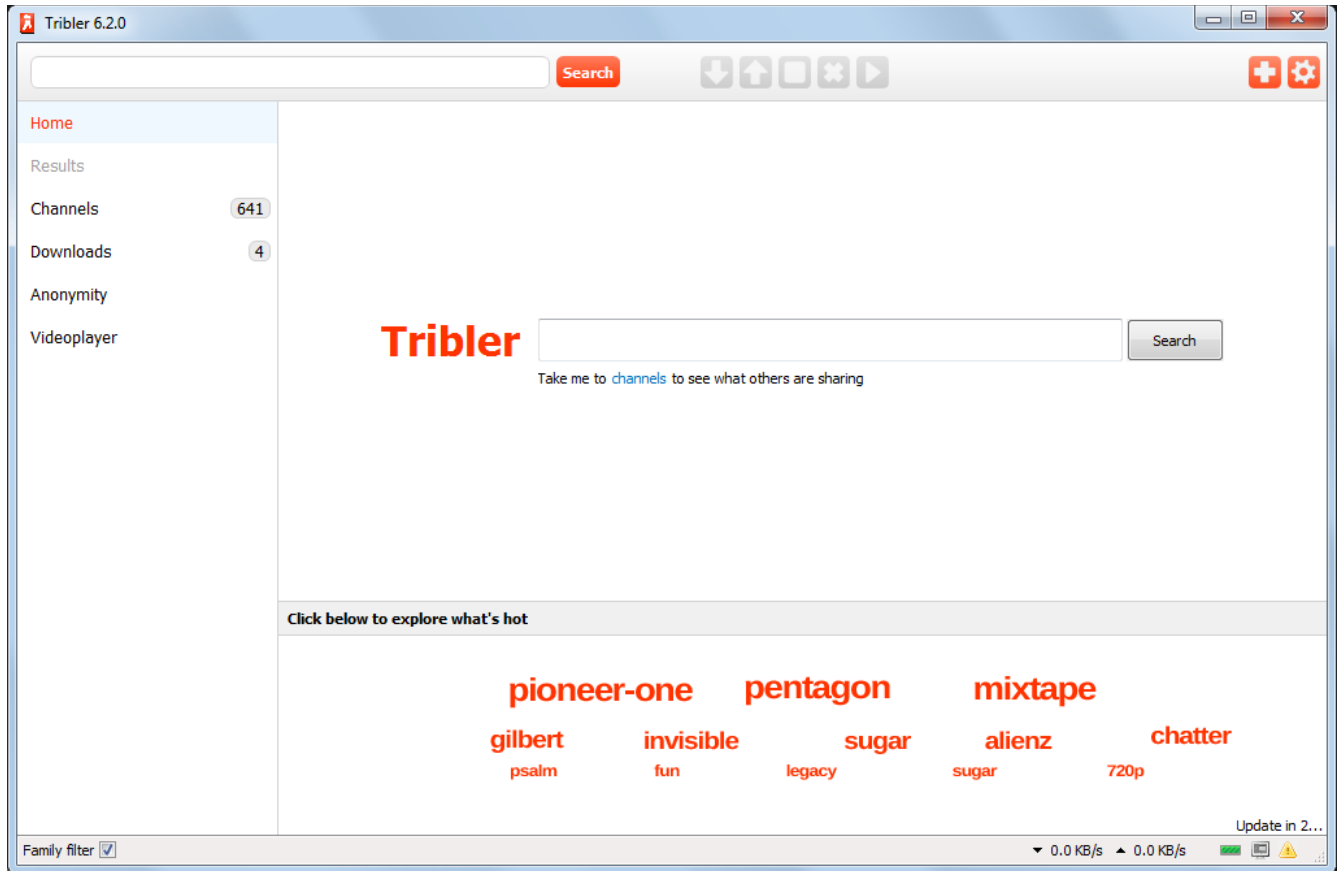 Tribler 6.2.0
Search
Home
Results
Channels 641
Downloads 4
Anonymity
Videoplayer
Tribler Search
Take me to channels to see what others are sharing
Click below to explore what's hot
pioneer-one pentagon mixtape
gilbert invisible sugar alienz chatter
psalm fun legacy sugar 720p
Update in 2...
Family filter 0.0 KB/s 0.0 KB/s